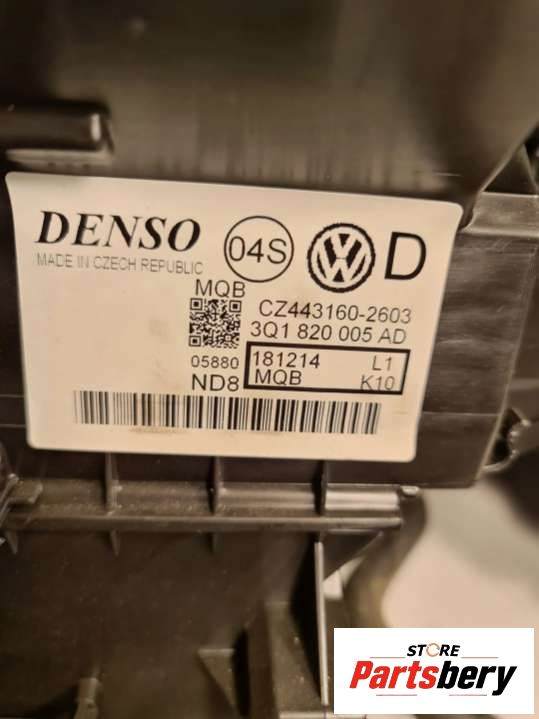 DENSO
MADE IN CZECH REPUBLIC
04S
D
MQB
CZ443160-2603
3Q1 820 005 AD
05880
181214 L1
ND8
MQB K10
STORE
Partsbery